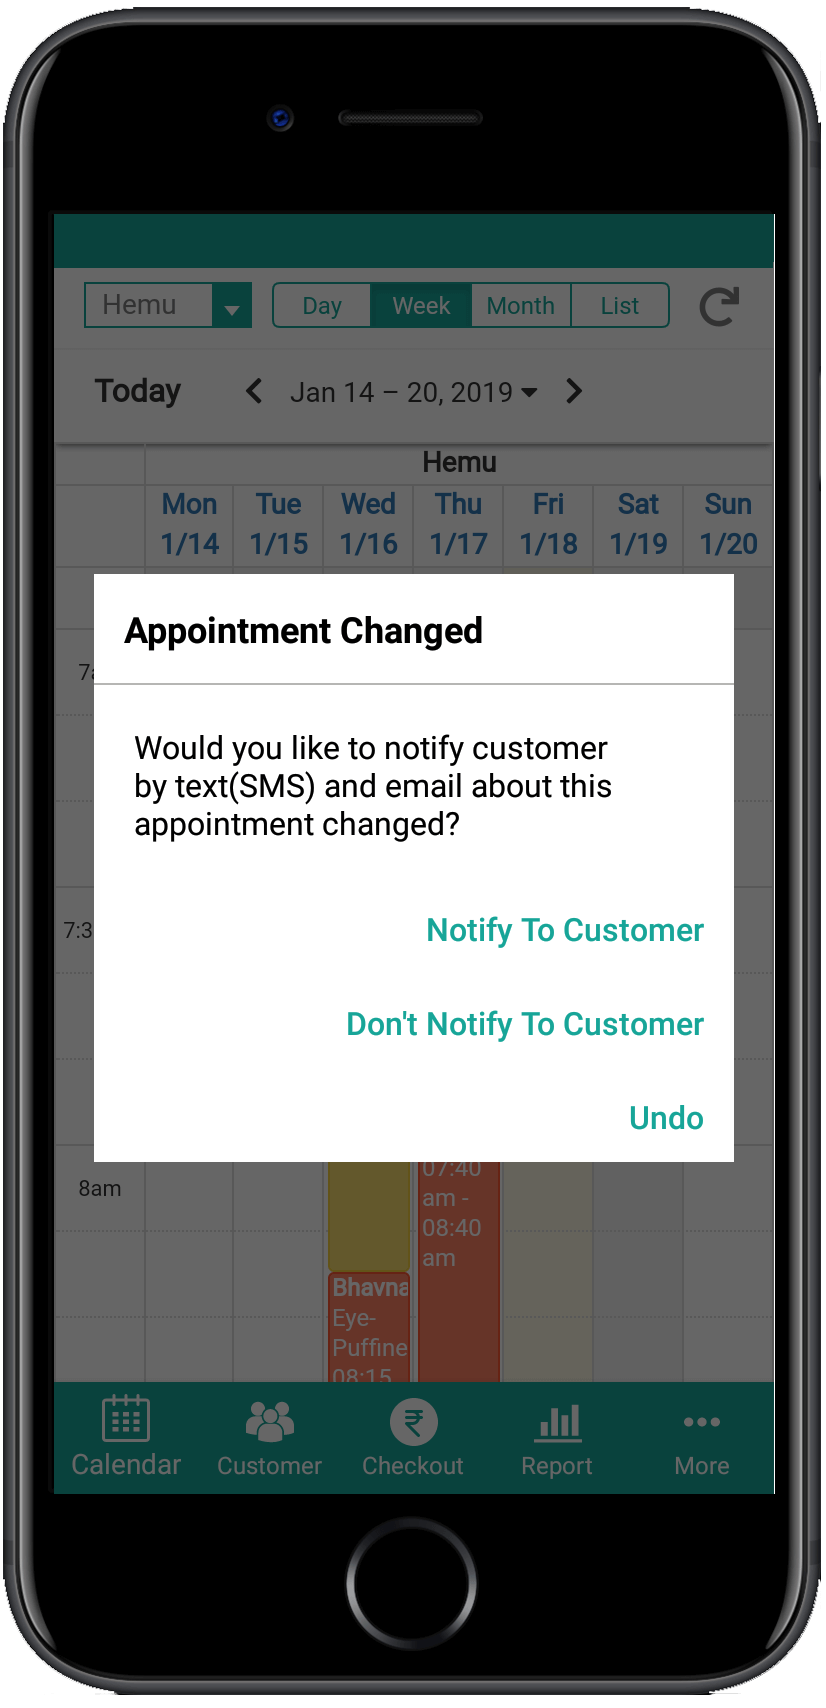 Hemu
Day Week Month List
Today Jan 14 – 20, 2019
Hemu
Mon Tue Wed Thu Fri Sat Sun
1/14 1/15 1/16 1/17 1/18 1/19 1/20
Appointment Changed
Would you like to notify customer
by text(SMS) and email about this
appointment changed?
Notify To Customer
Don't Notify To Customer
Undo
8am
07:40
am -
08:40
am
Bhavna
Eye-
Puffine
08:15
Calendar Customer Checkout Report More